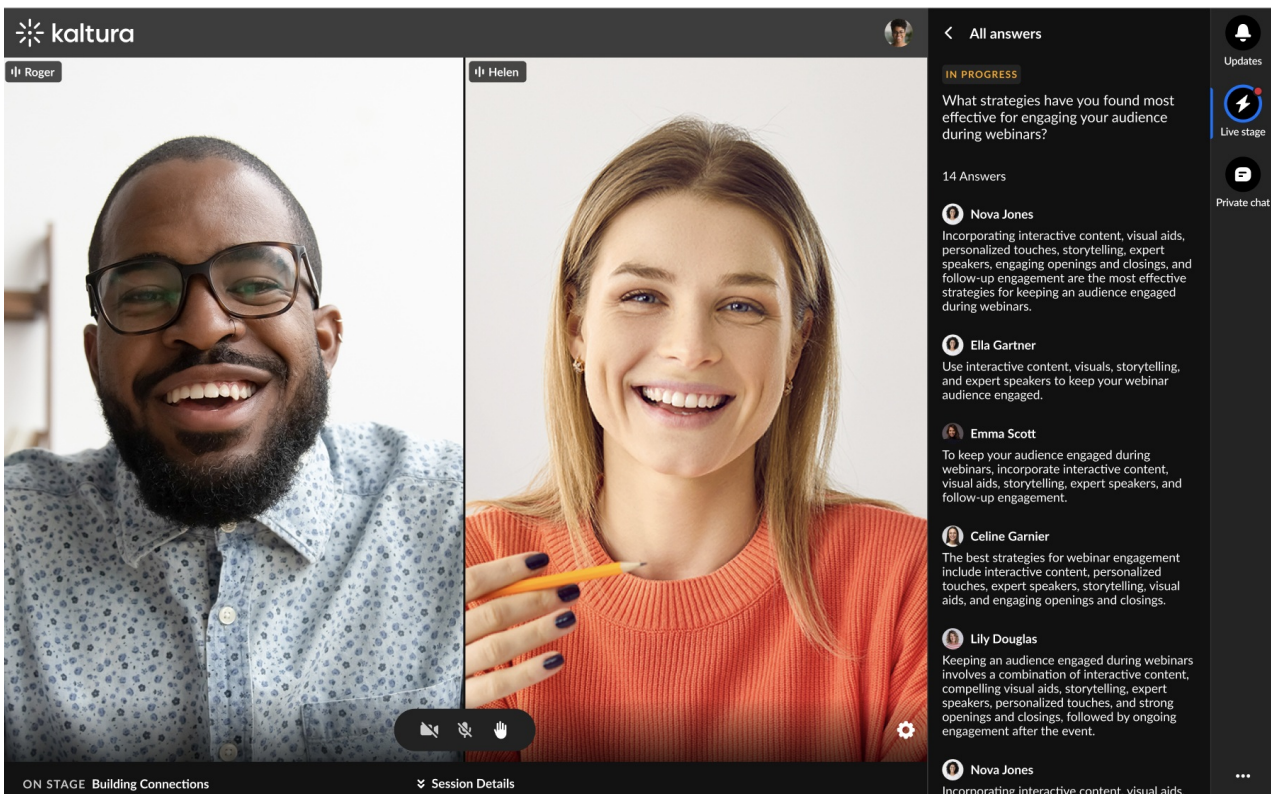 kaltura
Roger
Helen
All answers
IN PROGRESS
What strategies have you found most
effective for engaging your audience
during webinars?
14 Answers
Nova Jones
Incorporating interactive content, visual aids,
personalized touches, storytelling, expert
speakers, engaging openings and closings, and
follow-up engagement are the most effective
strategies for keeping an audience engaged
during webinars.
Ella Gartner
Use interactive content, visuals, storytelling,
and expert speakers to keep your webinar
audience engaged.
Emma Scott
To keep your audience engaged during
webinars, incorporate interactive content,
visual aids, storytelling, expert speakers, and
follow-up engagement.
Celine Garnier
The best strategies for webinar engagement
include interactive content, personalized
touches, expert speakers, storytelling, visual
aids, and engaging openings and closings.
Lily Douglas
Keeping an audience engaged during webinars
involves a combination of interactive content,
compelling visual aids, storytelling, expert
speakers, personalized touches, and strong
openings and closings, followed by ongoing
engagement after the event.
Nova Jones
Incorporating interactive content, visual aids,
Updates
Live stage
Private chat
ON STAGE Building Connections
Session Details